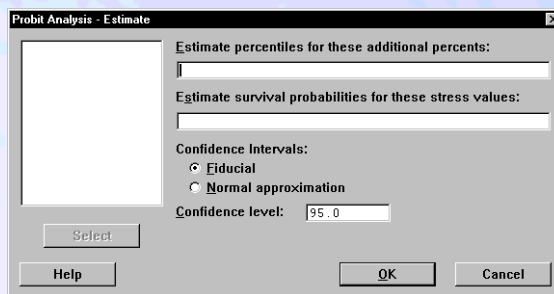 Probit Analysis - Estimate
Estimate percentiles for these additional percents:
Estimate survival probabilities for these stress values:
Confidence Intervals:
Fiducial
Normal approximation
Confidence level: 95.0
Select
Help OK Cancel